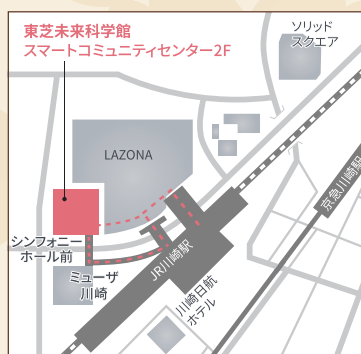 東芝未来科学館
スマートコミュニティセンター2F
ソリッド
スクエア
LAZONA
京急川崎駅
シンフォニー
ホール前
ミューザ
川崎
JR川崎駅
川崎日航
ホテル